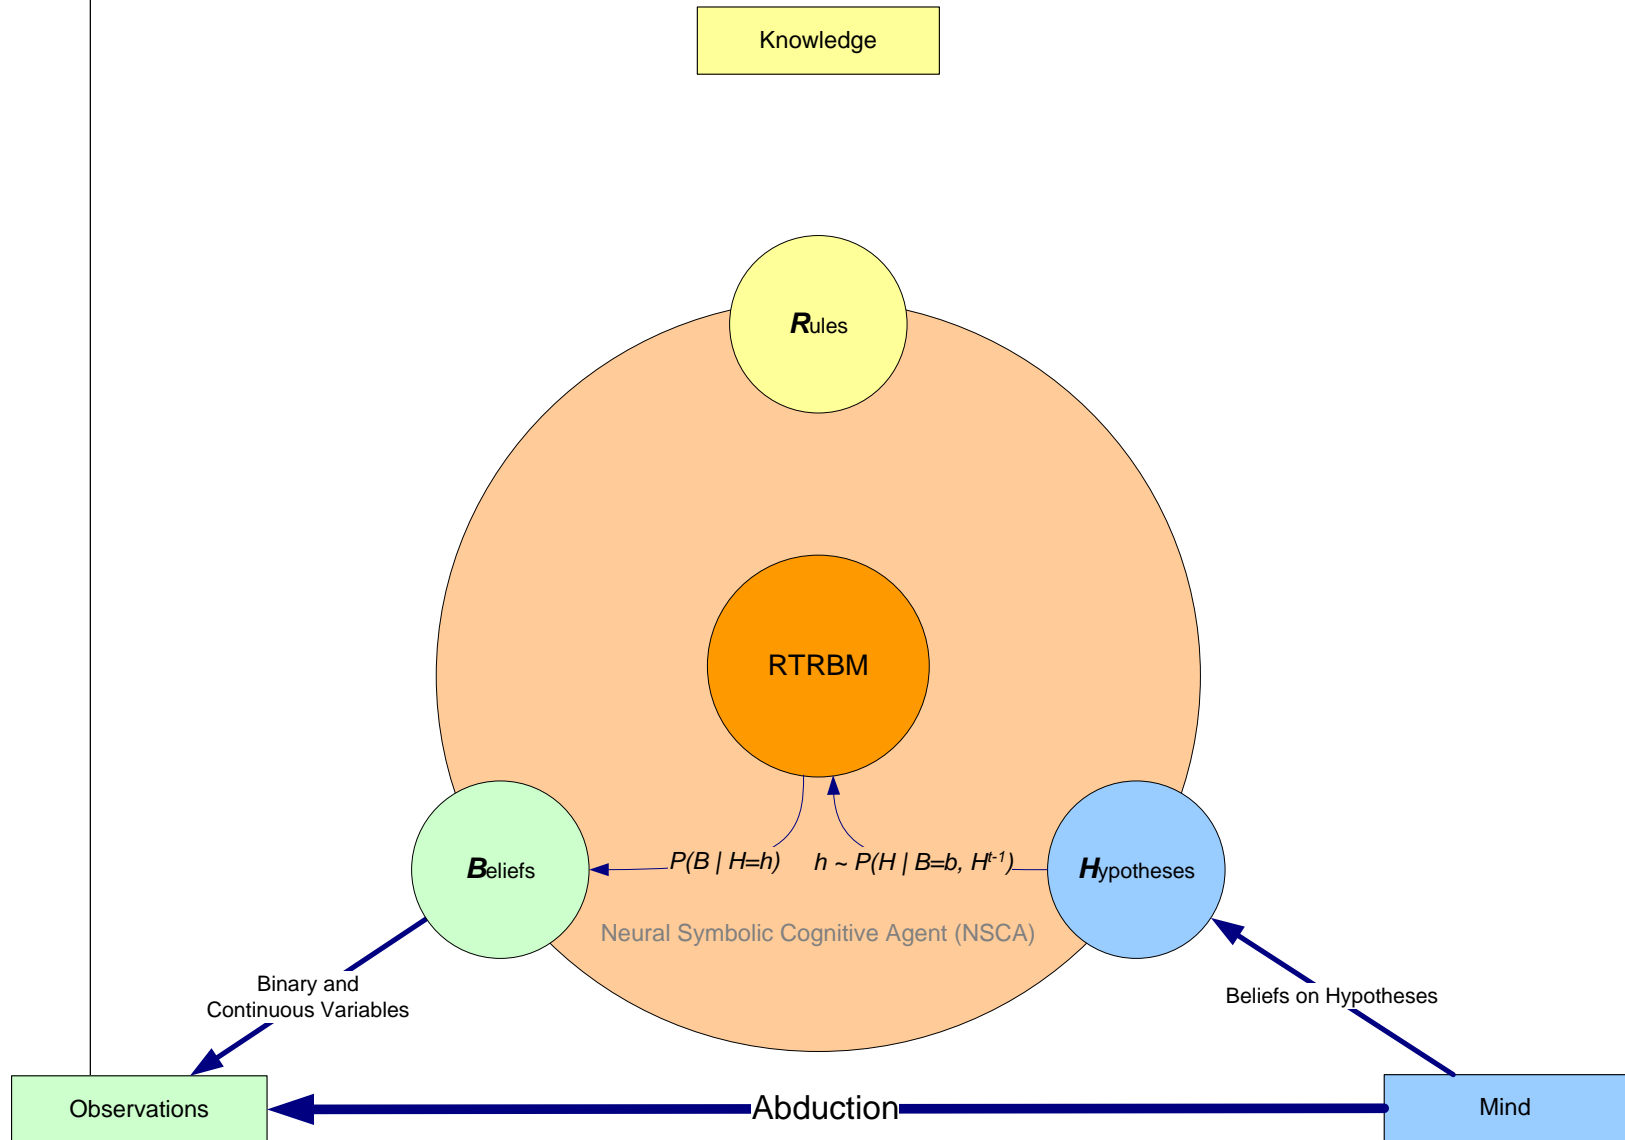 Knowledge
Rules
RTRBM
P(B | H=h)
h ~ P(H | B=b, H^t-1)
Beliefs
Hypotheses
Neural Symbolic Cognitive Agent (NSCA)
Binary and
Continuous Variables
Beliefs on Hypotheses
Observations
Abduction
Mind